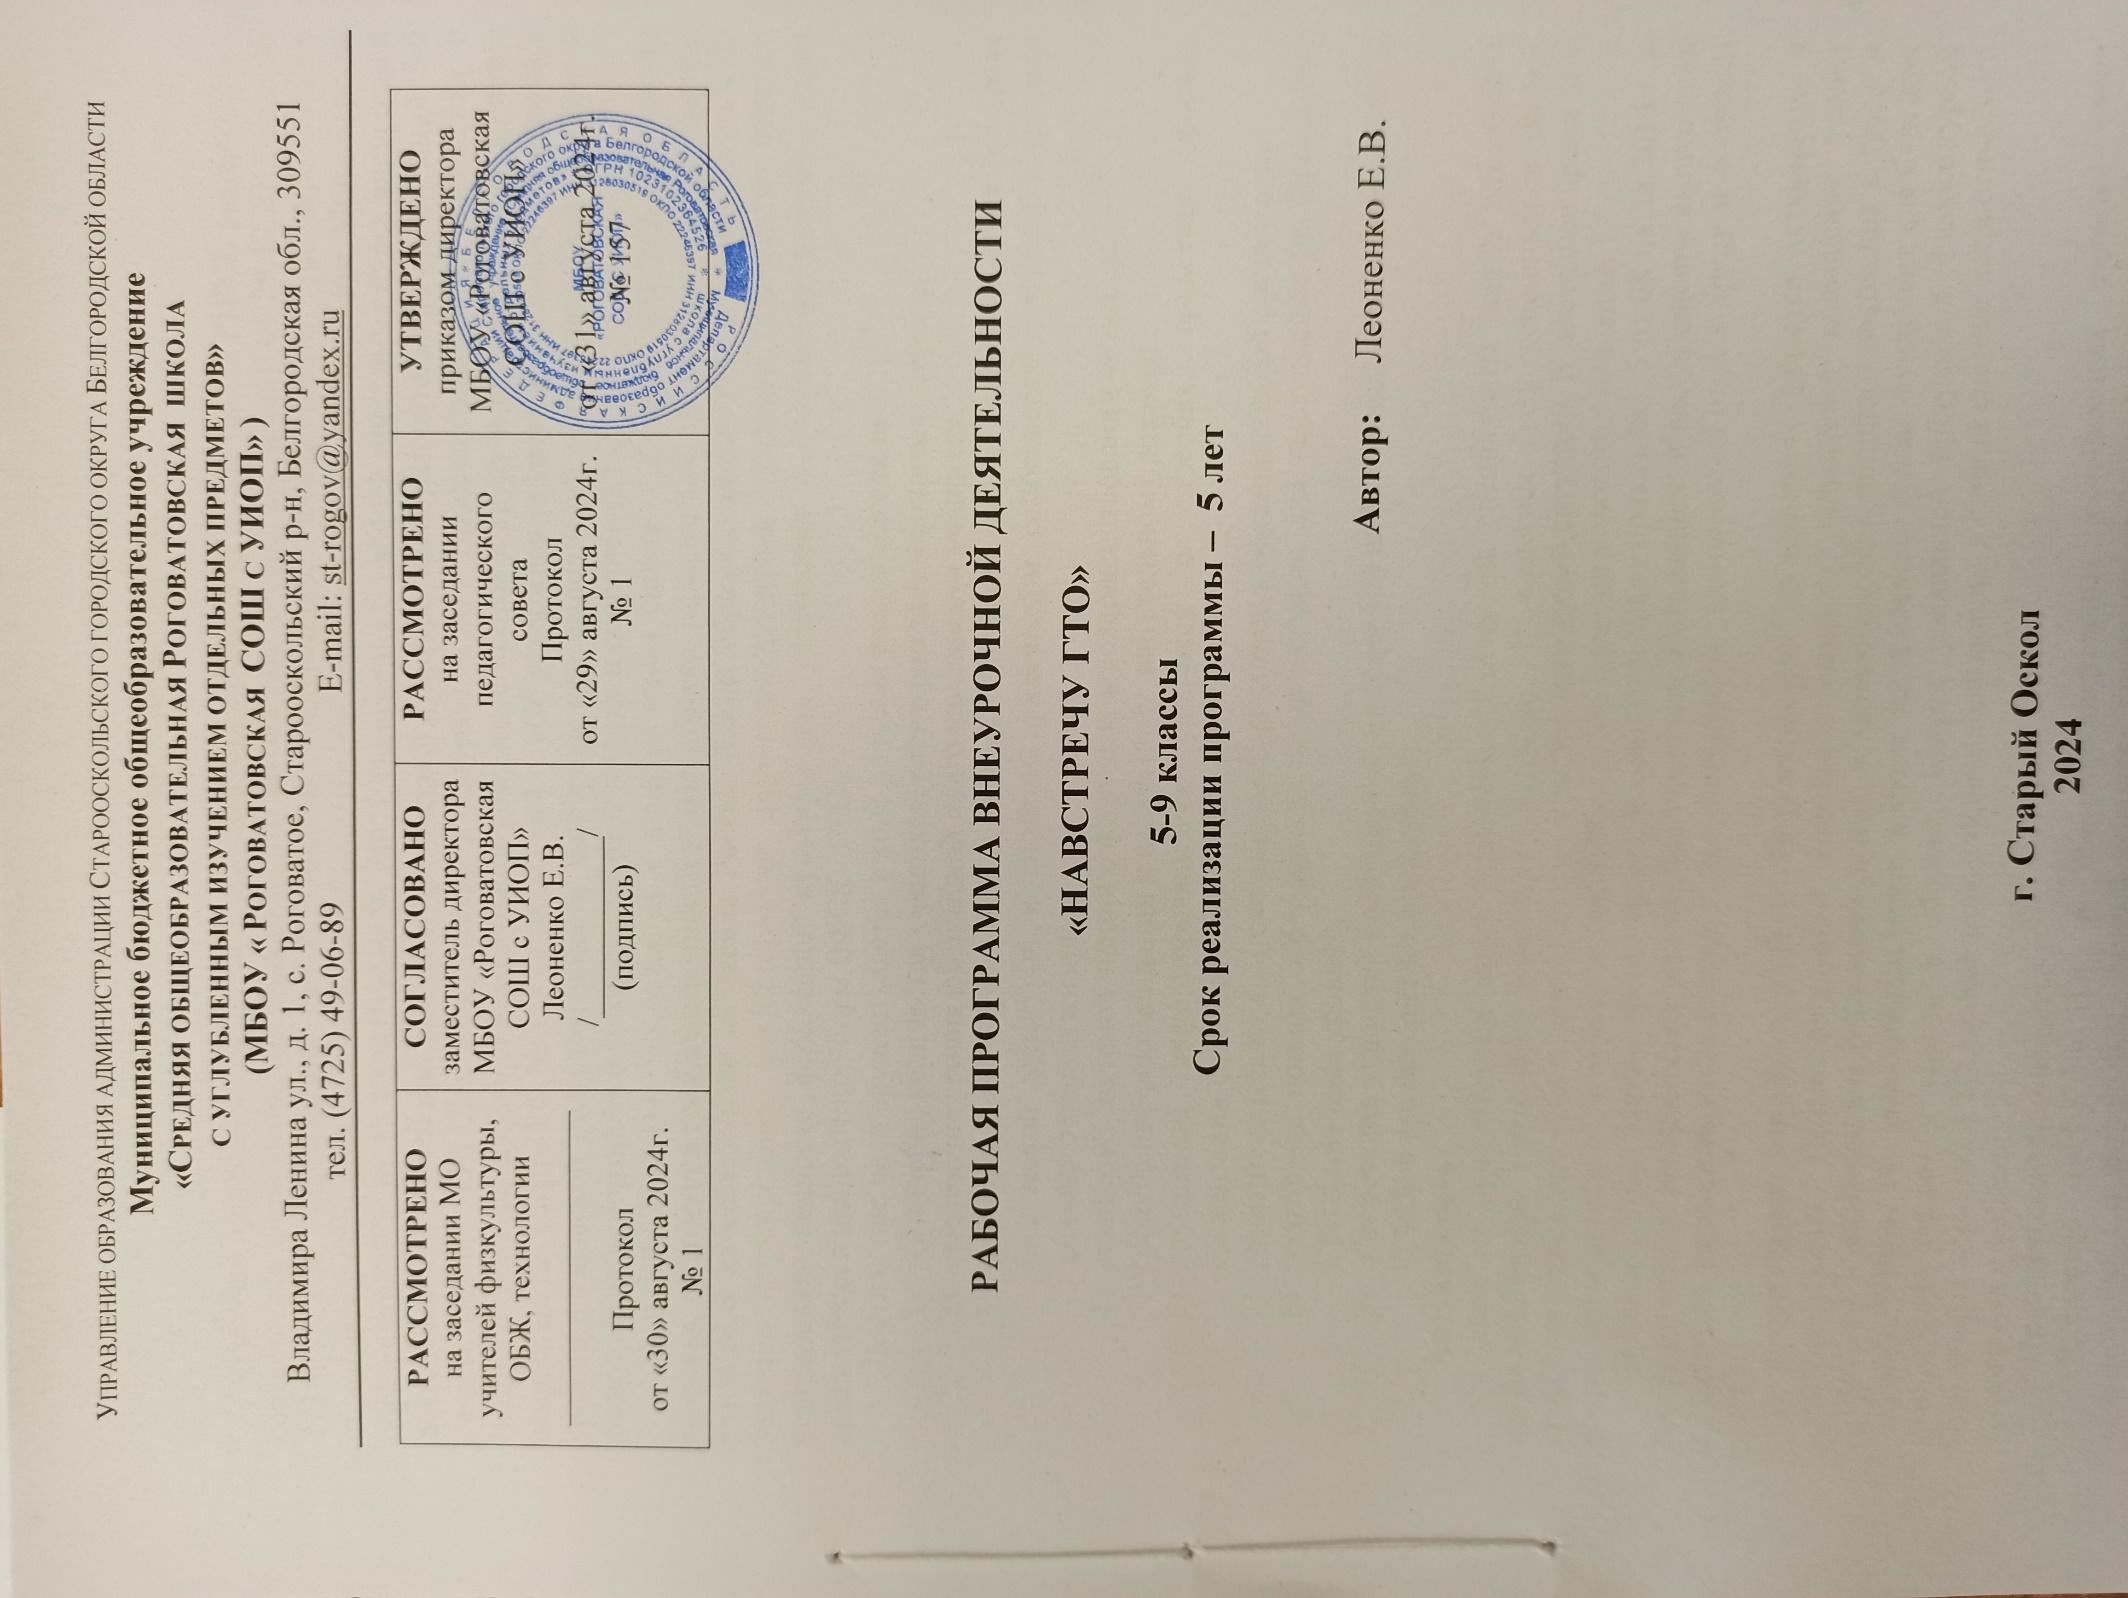 УПРАВЛЕНИЕ ОБРАЗОВАНИЯ АДМИНИСТРАЦИИ СТАРООСКОЛЬСКОГО ГОРОДСКОГО ОКРУГА БЕЛГОРОДСКОЙ ОБЛАСТИ
Муниципальное бюджетное общеобразовательное учреждение
«СРЕДНЯЯ ОБЩЕОБРАЗОВАТЕЛЬНАЯ РОГОВАТОВСКАЯ ШКОЛА
С УГЛУБЛЕННЫМ ИЗУЧЕНИЕМ ОТДЕЛЬНЫХ ПРЕДМЕТОВ»
(МБОУ «РОГОВАТОВСКАЯ СОШ С УИОП» )
Владимира Ленина ул., д. 1, с. Роговатое, Старооскольский р-н, Белгородская обл., 309551
тел. (4725) 49-06-89 E-mail: st-rogov@yandex.ru
РАССМОТРЕНО
на заседании МО
учителей физкультуры,
ОБЖ, технологии
Протокол
от «30» августа 2024г.
№ 1
СОГЛАСОВАНО
заместитель директора
МБОУ «Роговатовская
СОШ с УИОП»
Леоненко Е.В.
/ /
(подпись)
РАССМОТРЕНО
на заседании
педагогического
совета
Протокол
от «29» августа 2024г.
№ 1
УТВЕРЖДЕНО
приказом директора
МБОУ «Роговатовская
СОШ с УИОП»
от «31» августа 2024г.
№ 157
МБОУ
«РОГОВАТОВСКАЯ
СОШ С УИОП»
РАБОЧАЯ ПРОГРАММА ВНЕУРОЧНОЙ ДЕЯТЕЛЬНОСТИ
«НАВСТРЕЧУ ГТО»
5-9 классы
Срок реализации программы – 5 лет
Автор: Леоненко Е.В.
г. Старый Оскол
2024